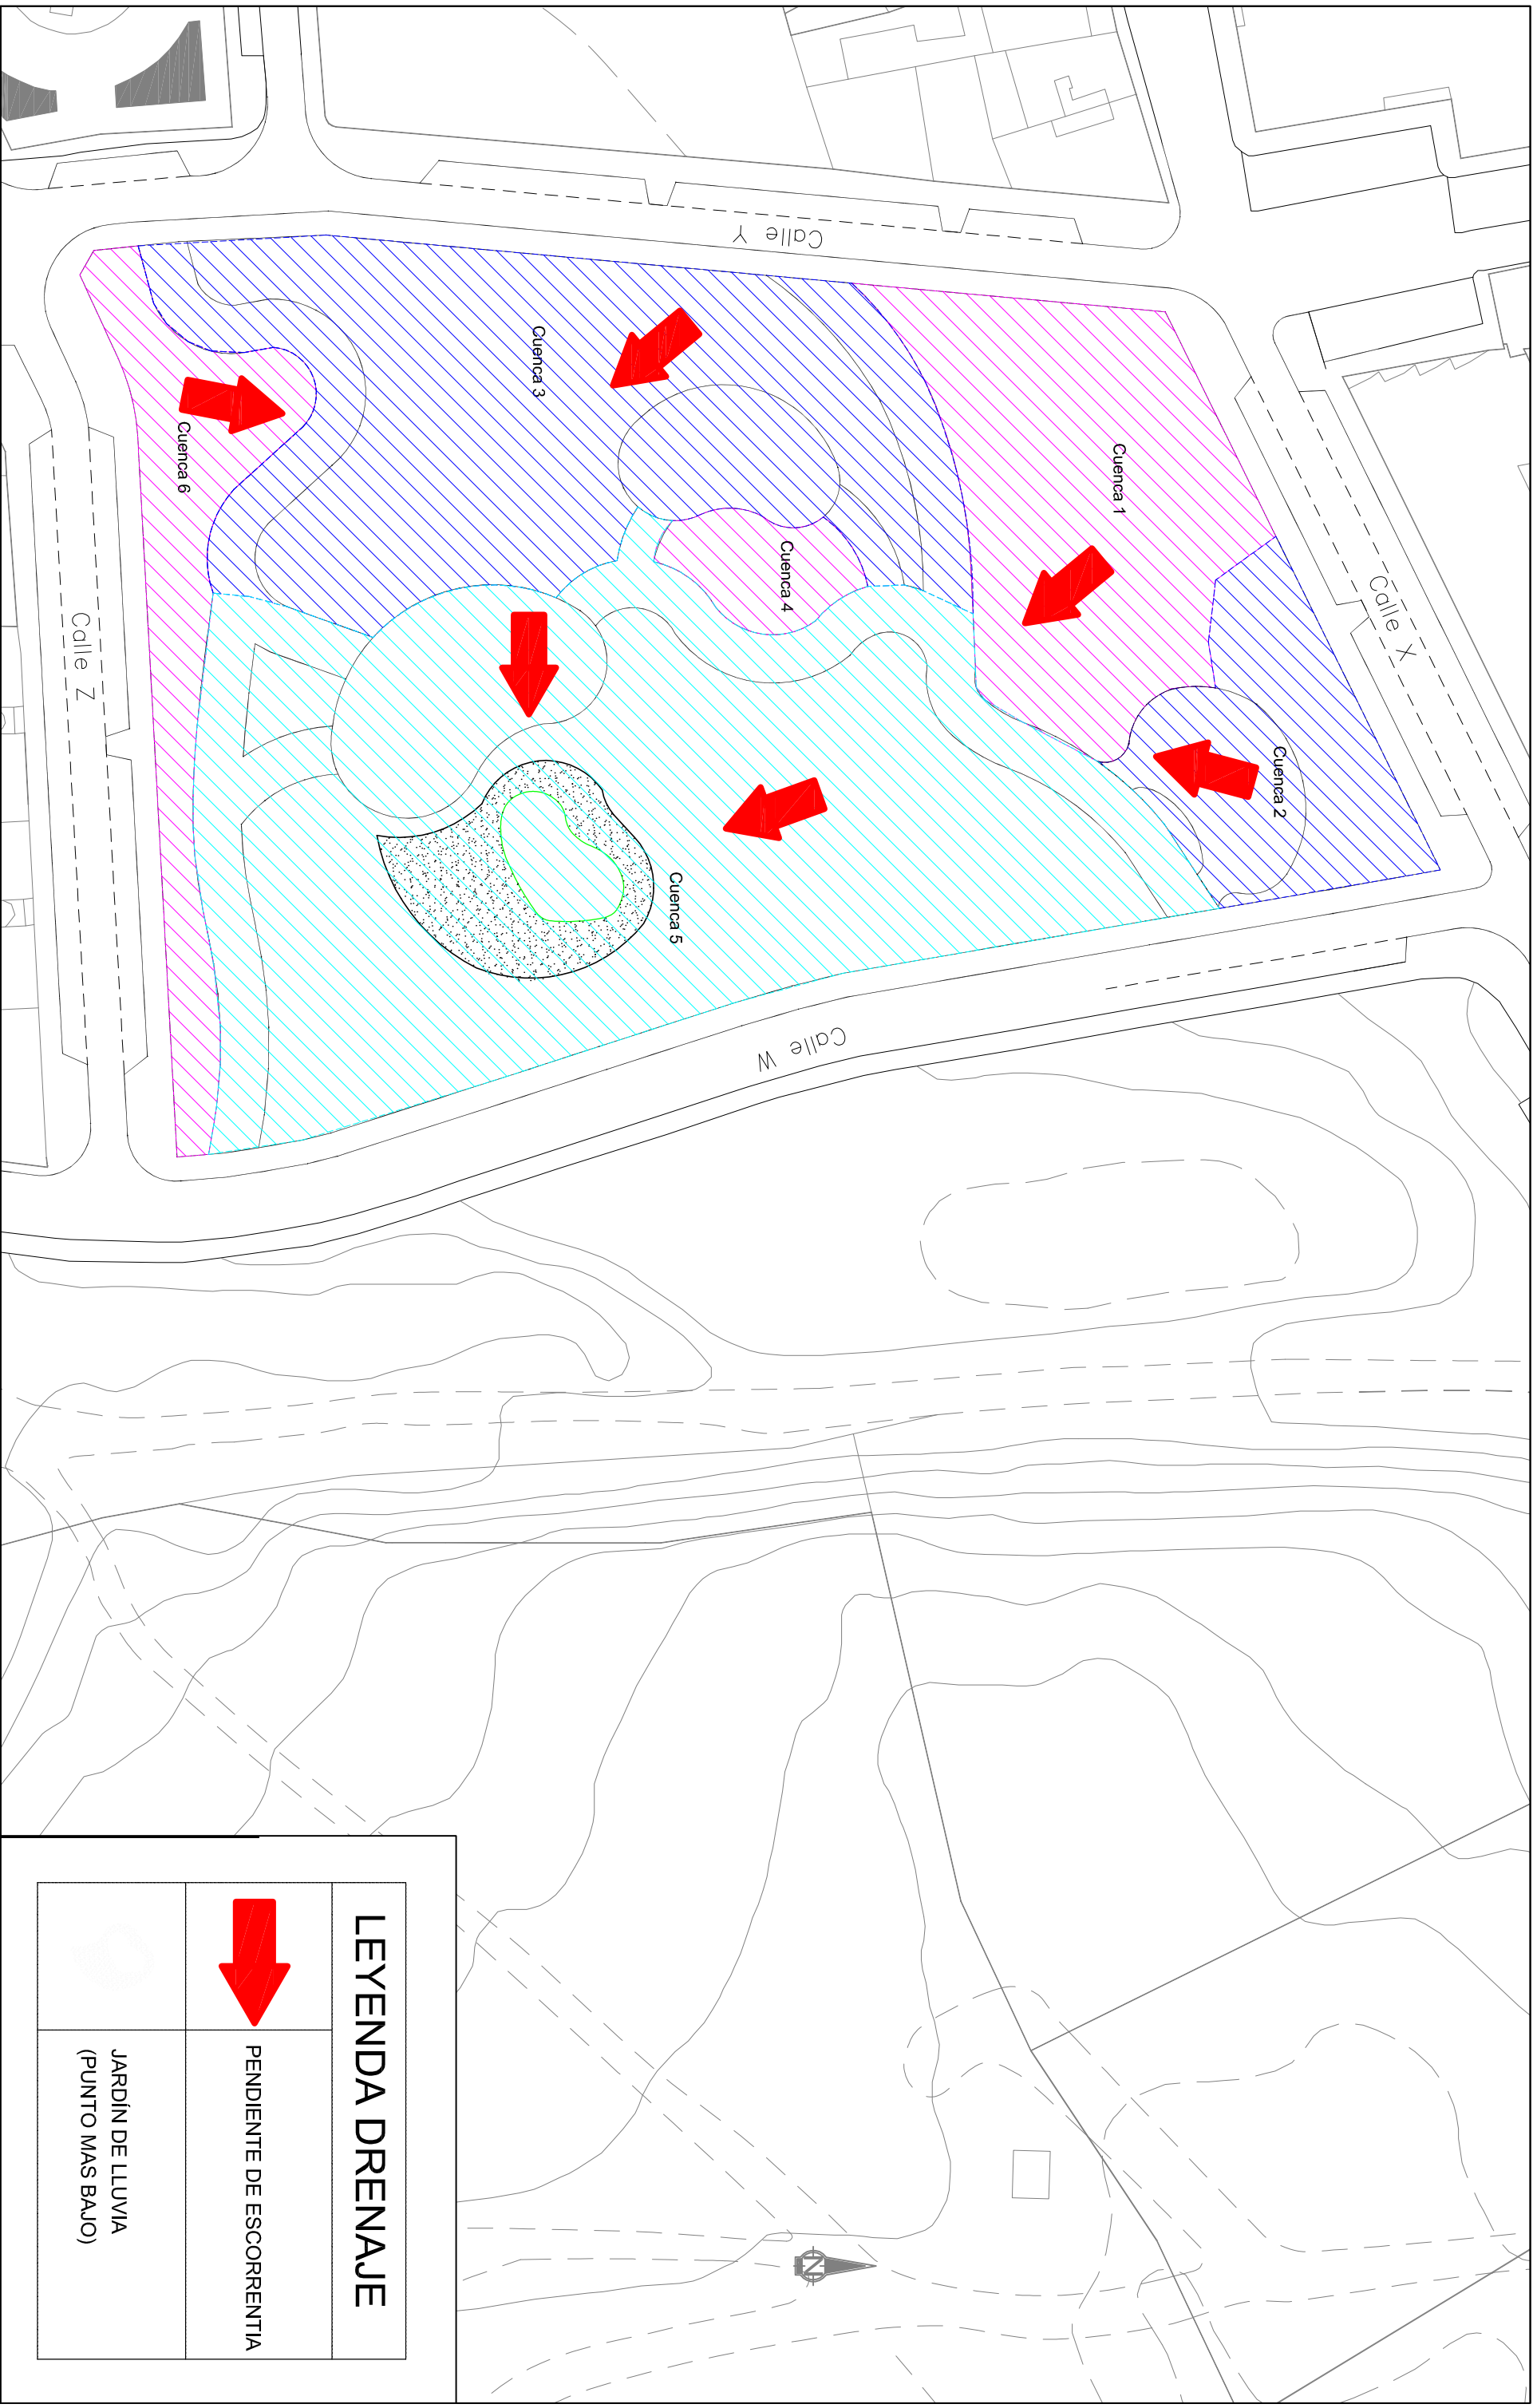 Calle Y
Calle X
Calle Z
Calle W
Cuenca 1
Cuenca 2
Cuenca 3
Cuenca 4
Cuenca 5
Cuenca 6
N
LEYENDA DRENAJE
PENDIENTE DE ESCORRENTIA
JARDÍN DE LLUVIA
(PUNTO MAS BAJO)